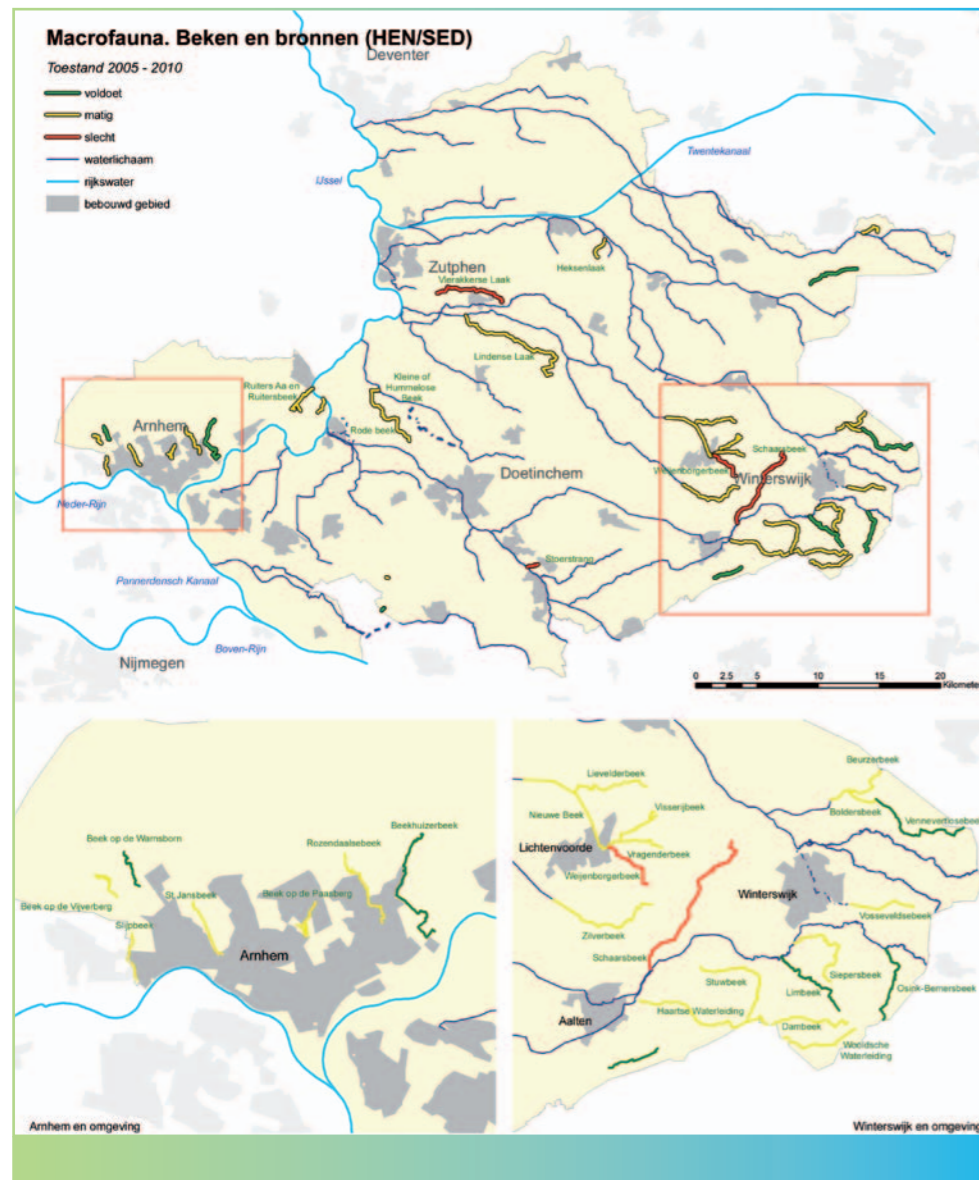 Macrofauna. Beken en bronnen (HEN/SED)
Toestand 2005 - 2010
voldoet
matig
slecht
waterlichaam
rijkswater
bebouwd gebied
Deventer
Twentekanaal
IJssel
Zutphen
Vierakkerse Laak
Heksenlaak
Lindense Laak
Ruiters Aa en
Ruitersbeek
Kleine of
Hummelose
Beek
Rode beek
Arnhem
Doetinchem
Schaarsbeek
Weijenborgerbeek
Winterswijk
Neder-Rijn
Stoerstrang
Pannerdensch Kanaal
Boven-Rijn
Nijmegen
0 2,5 5 10 15 20
Kilometer
Beek op de Warnsborn
Rozendaalsebeek
Beekhuizerbeek
St Jansbeek
Beek op de Paasberg
Beek op de Vijverberg
Slijpbeek
Arnhem
Arnhem en omgeving
Beurzerbeek
Lievelderbeek
Nieuwe Beek
Visserijbeek
Boldersbeek
Vennevertlosebeek
Lichtenvoorde
Vragenderbeek
Weijenborgerbeek
Winterswijk
Vosseveldsebeek
Zilverbeek
Schaarsbeek
Stuwbeek
Siepersbeek
Limbeek
Osink-Bemersbeek
Haartse Waterleiding
Aalten
Dambeek
Wooldsche
Waterleiding
Winterswijk en omgeving